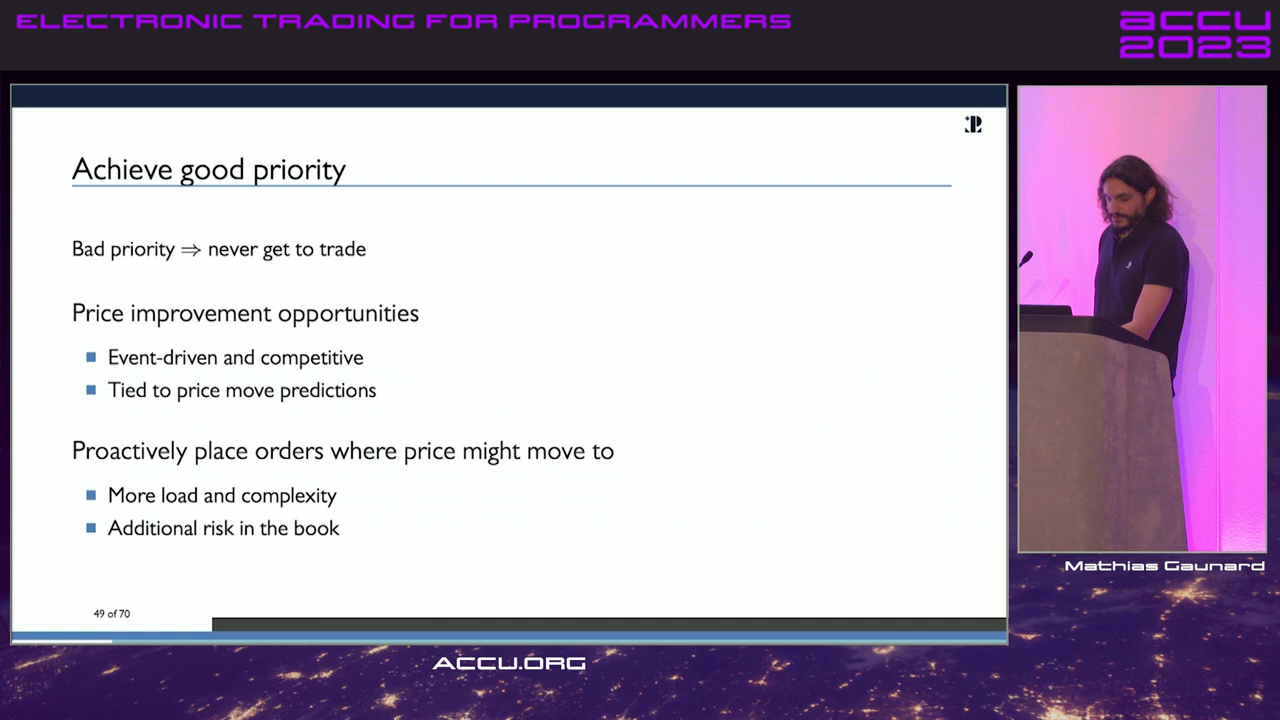 ELECTRONIC TRADING FOR PROGRAMMERS
accu
2023
Achieve good priority
Bad priority ⇒ never get to trade
Price improvement opportunities
Event-driven and competitive
Tied to price move predictions
Proactively place orders where price might move to
More load and complexity
Additional risk in the book
49 of 70
Mathias Gaunard
ACCU.ORG